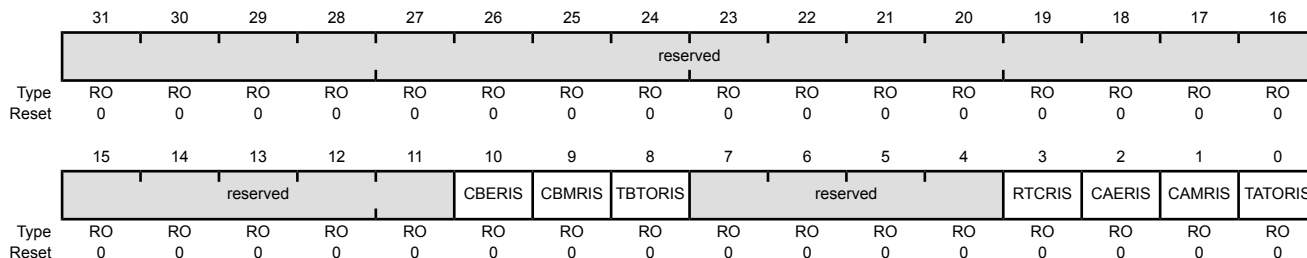 31 30 29 28 27 26 25 24 23 22 21 20 19 18 17 16
reserved
Type RO RO RO RO RO RO RO RO RO RO RO RO RO RO RO RO
Reset 0 0 0 0 0 0 0 0 0 0 0 0 0 0 0 0
15 14 13 12 11 10 9 8 7 6 5 4 3 2 1 0
reserved CBERIS CBMRIS TBTORIS reserved RTCRIS CAERIS CAMRIS TATORIS
Type RO RO RO RO RO RO RO RO RO RO RO RO RO RO RO RO
Reset 0 0 0 0 0 0 0 0 0 0 0 0 0 0 0 0